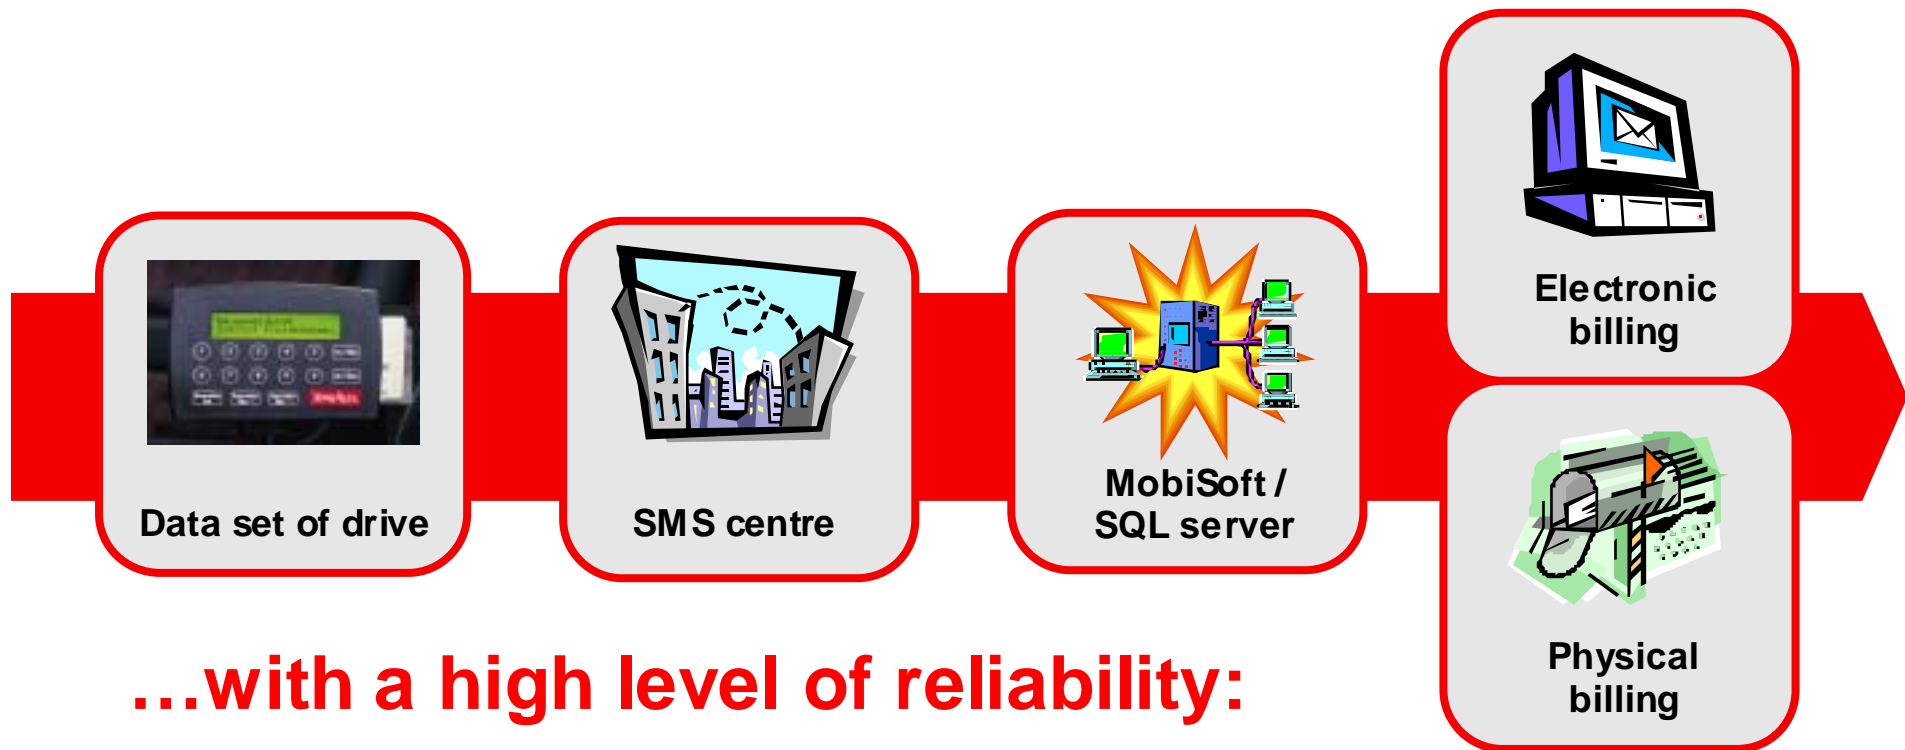 Data set of drive
SMS centre
MobiSoft /
SQL server
Electronic
billing
Physical
billing
…with a high level of reliability: